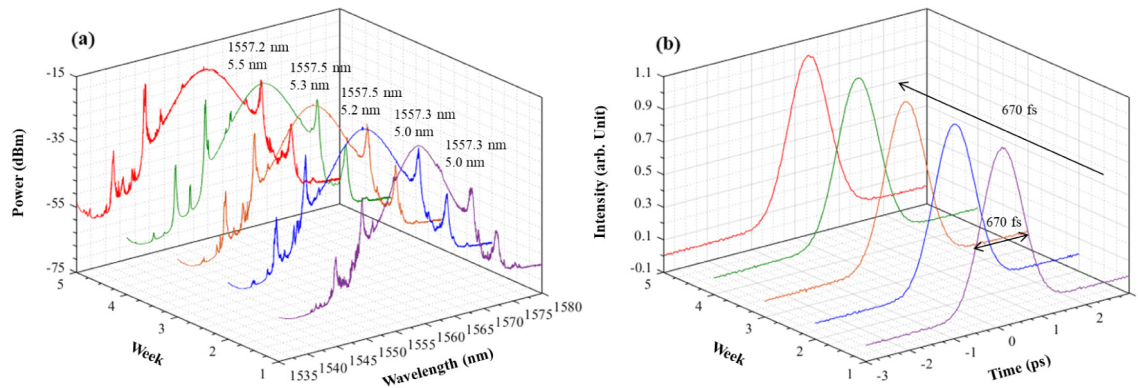 (a)
1557.2 nm
5.5 nm
1557.5 nm
5.3 nm
1557.5 nm
5.2 nm
1557.3 nm
5.0 nm
1557.3 nm
5.0 nm
-15
-35
-55
-75
Power (dBm)
5
4
3
2
1
Week
1535
1540
1545
1550
1555
1560
1565
1570
1575
1580
Wavelength (nm)
(b)
670 fs
670 fs
1.1
0.9
0.7
0.5
0.3
0.1
-0.1
Intensity (arb. Unit)
5
4
3
2
1
Week
-3
-2
-1
0
1
2
Time (ps)